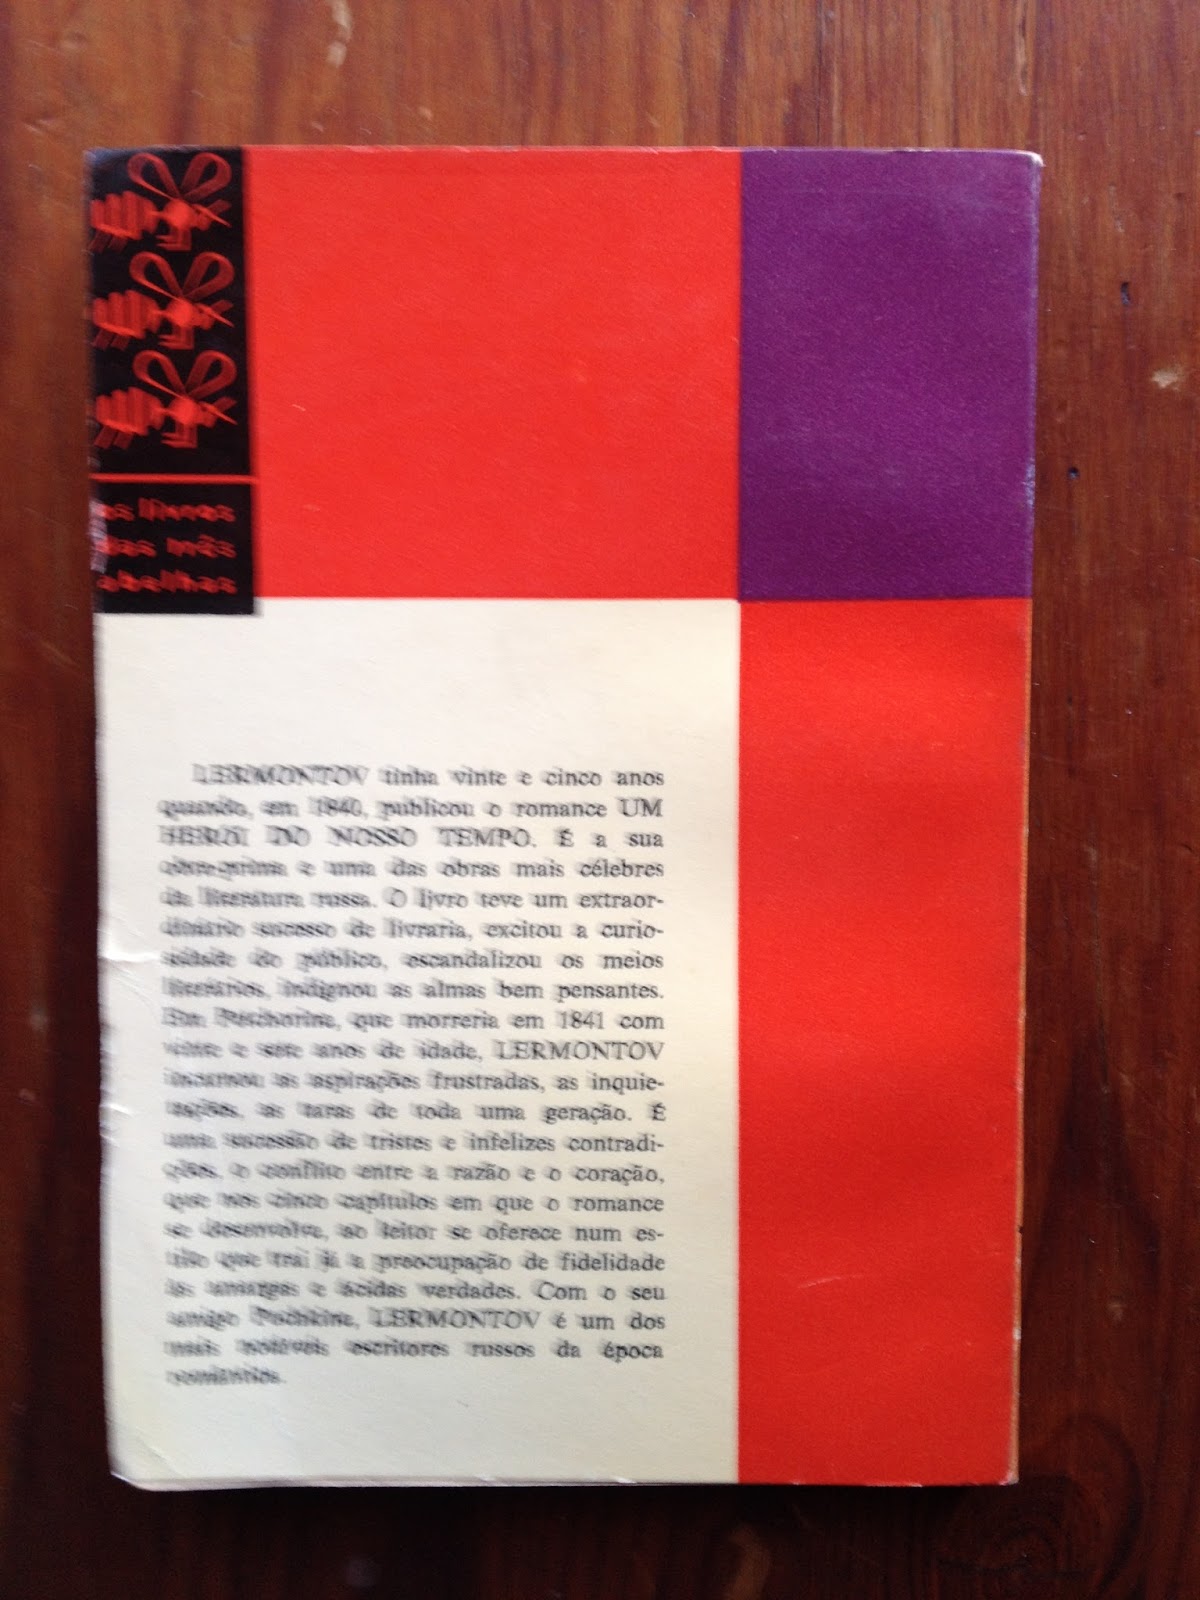 os livros
das três
abelhas
LERMONTOV tinha vinte e cinco anos
quando, em 1840, publicou o romance UM
HERÓI DO NOSSO TEMPO. É a sua
obra-prima e uma das obras mais célebres
da literatura russa. O livro teve um extraor-
dinário sucesso de livraria, excitou a curio-
sidade do público, escandalizou os meios
literários, indignou as almas bem pensantes.
Em Petchorine, que morreria em 1841 com
vinte e sete anos de idade, LERMONTOV
incarnou as aspirações frustradas, as inquie-
tações, as taras de toda uma geração. É
uma sucessão de tristes e infelizes contradi-
ções, o conflito entre a razão e o coração,
que nos cinco capítulos em que o romance
se desenvolve, ao leitor se oferece num es-
tilo que trai já a preocupação de fidelidade
às amargas e ácidas verdades. Com o seu
amigo Puchkine, LERMONTOV é um dos
mais notáveis escritores russos da época
romântica.